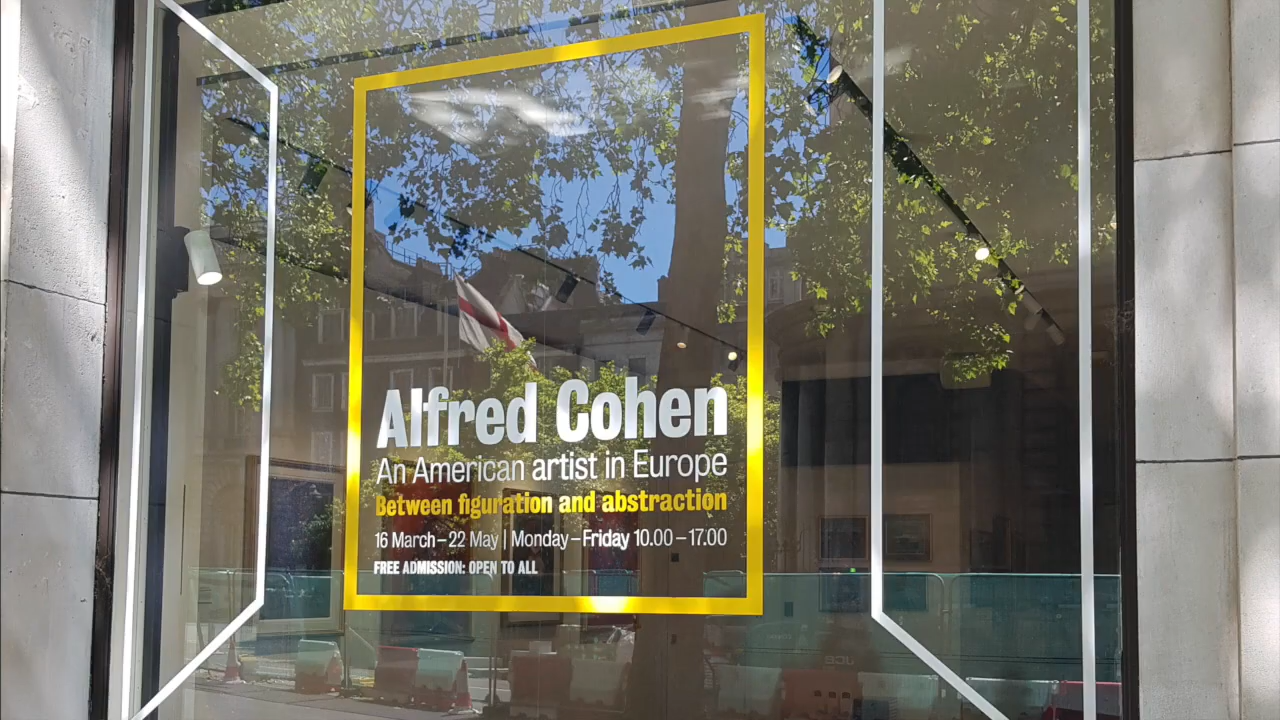 Alfred Cohen
An American artist in Europe
Between figuration and abstraction
16 March–22 May | Monday–Friday 10.00–17.00
FREE ADMISSION: OPEN TO ALL
JCB